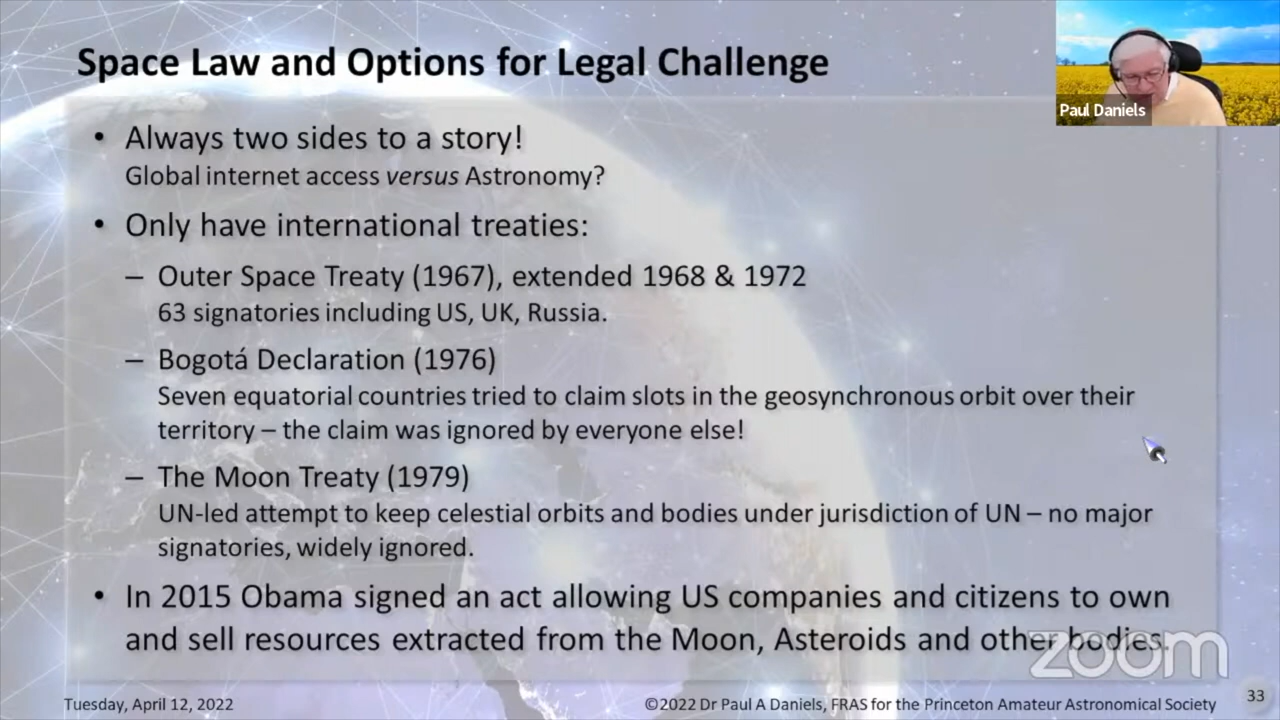 Space Law and Options for Legal Challenge
Paul Daniels
• Always two sides to a story!
Global internet access versus Astronomy?
• Only have international treaties:
– Outer Space Treaty (1967), extended 1968 & 1972
63 signatories including US, UK, Russia.
– Bogotá Declaration (1976)
Seven equatorial countries tried to claim slots in the geosynchronous orbit over their
territory – the claim was ignored by everyone else!
– The Moon Treaty (1979)
UN-led attempt to keep celestial orbits and bodies under jurisdiction of UN – no major
signatories, widely ignored.
• In 2015 Obama signed an act allowing US companies and citizens to own
and sell resources extracted from the Moon, Asteroids and other bodies.
zoom
Tuesday, April 12, 2022
©2022 Dr Paul A Daniels, FRAS for the Princeton Amateur Astronomical Society
33